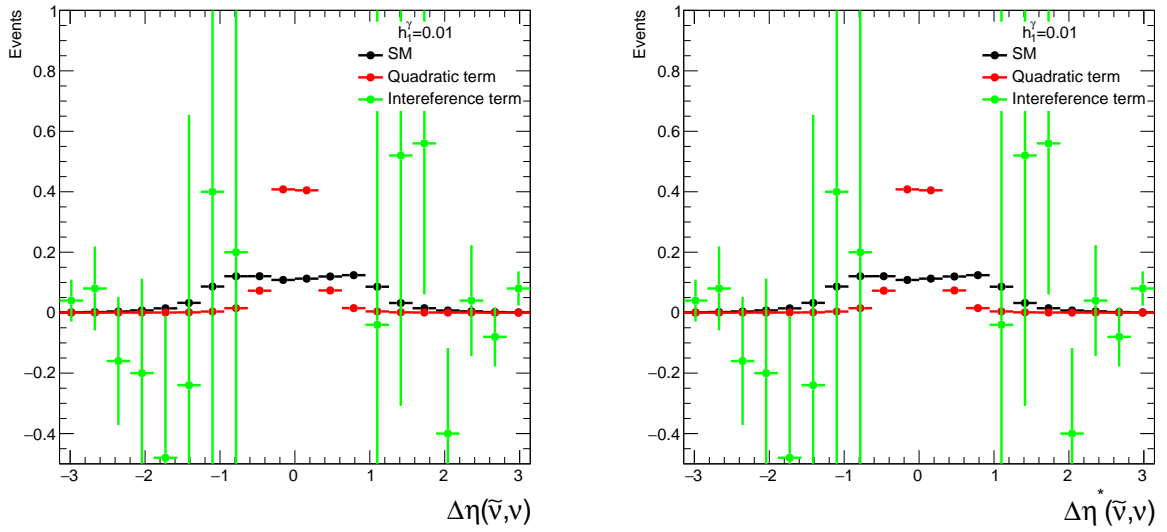 Events
1
0.8
0.6
0.4
0.2
0
−0.2
−0.4
−3 −2 −1 0 1 2 3
h₁^γ=0.01
SM
Quadratic term
Intereference term
Δη(ν̃,ν)
Events
1
0.8
0.6
0.4
0.2
0
−0.2
−0.4
−3 −2 −1 0 1 2 3
h₁^γ=0.01
SM
Quadratic term
Intereference term
Δη*(ν̃,ν)